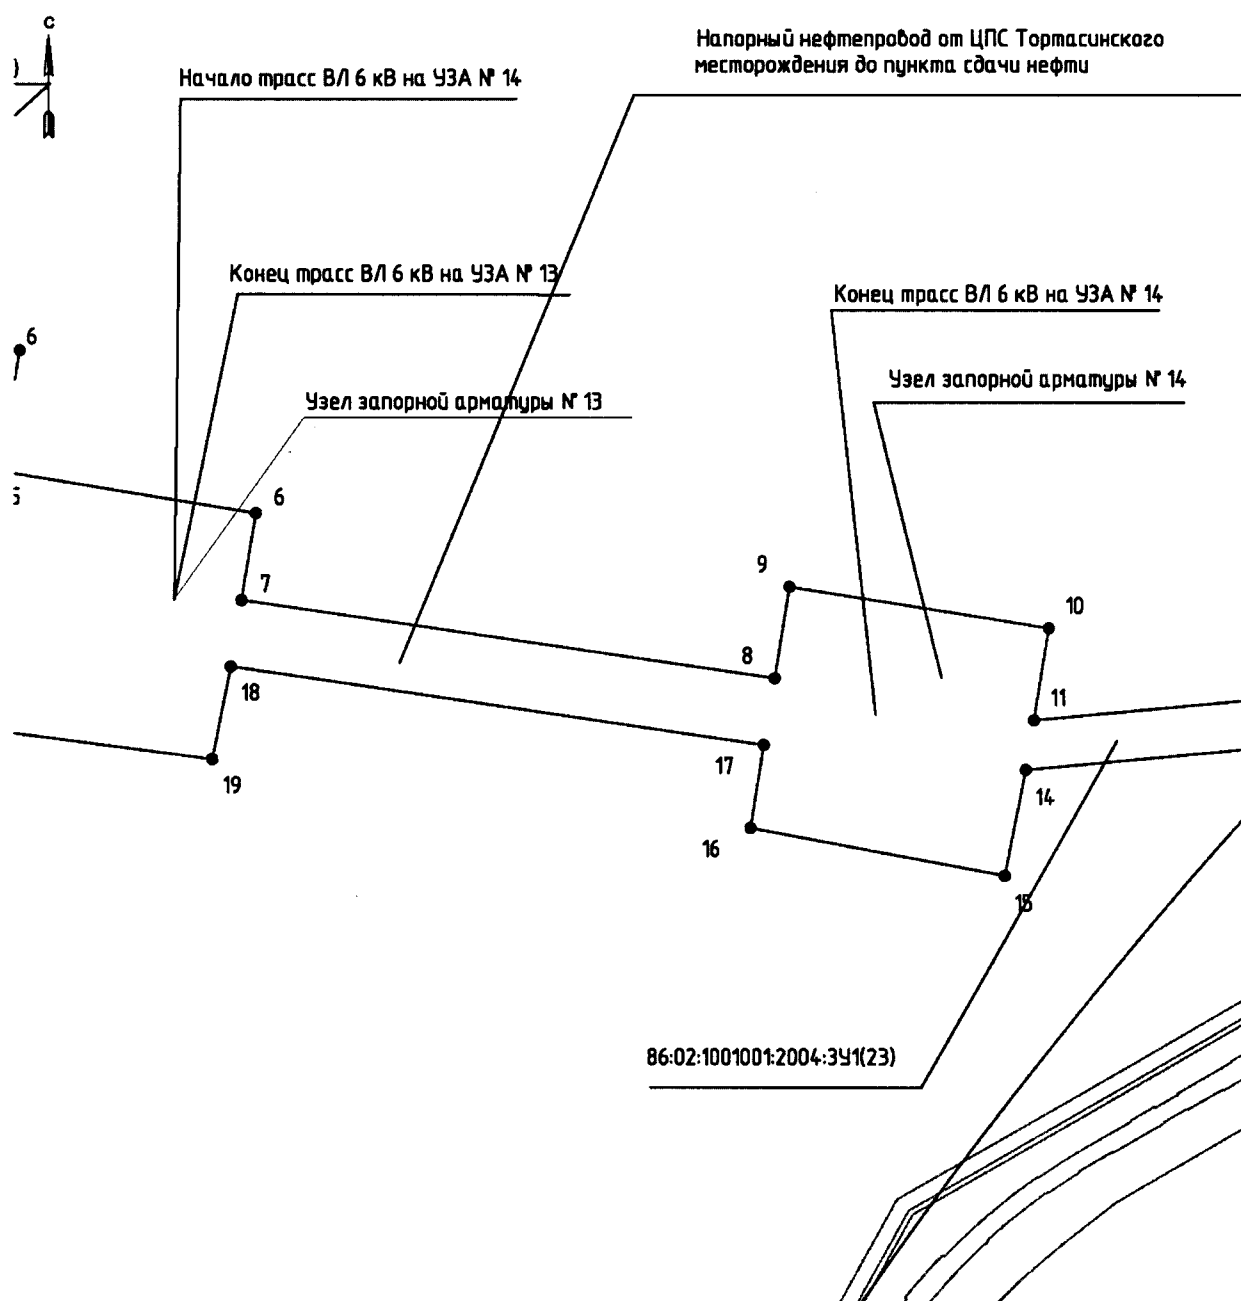 С
)
Напорный нефтепровод от ЦПС Тортасинского
месторождения до пункта сдачи нефти
Начало трасс ВЛ 6 кВ на УЗА № 14
Конец трасс ВЛ 6 кВ на УЗА № 13
Конец трасс ВЛ 6 кВ на УЗА № 14
6
Узел запорной арматуры № 14
Узел запорной арматуры № 13
5
6
7
9
10
8
18
11
17
19
14
16
15
86:02:1001001:2004:ЗУ1(23)